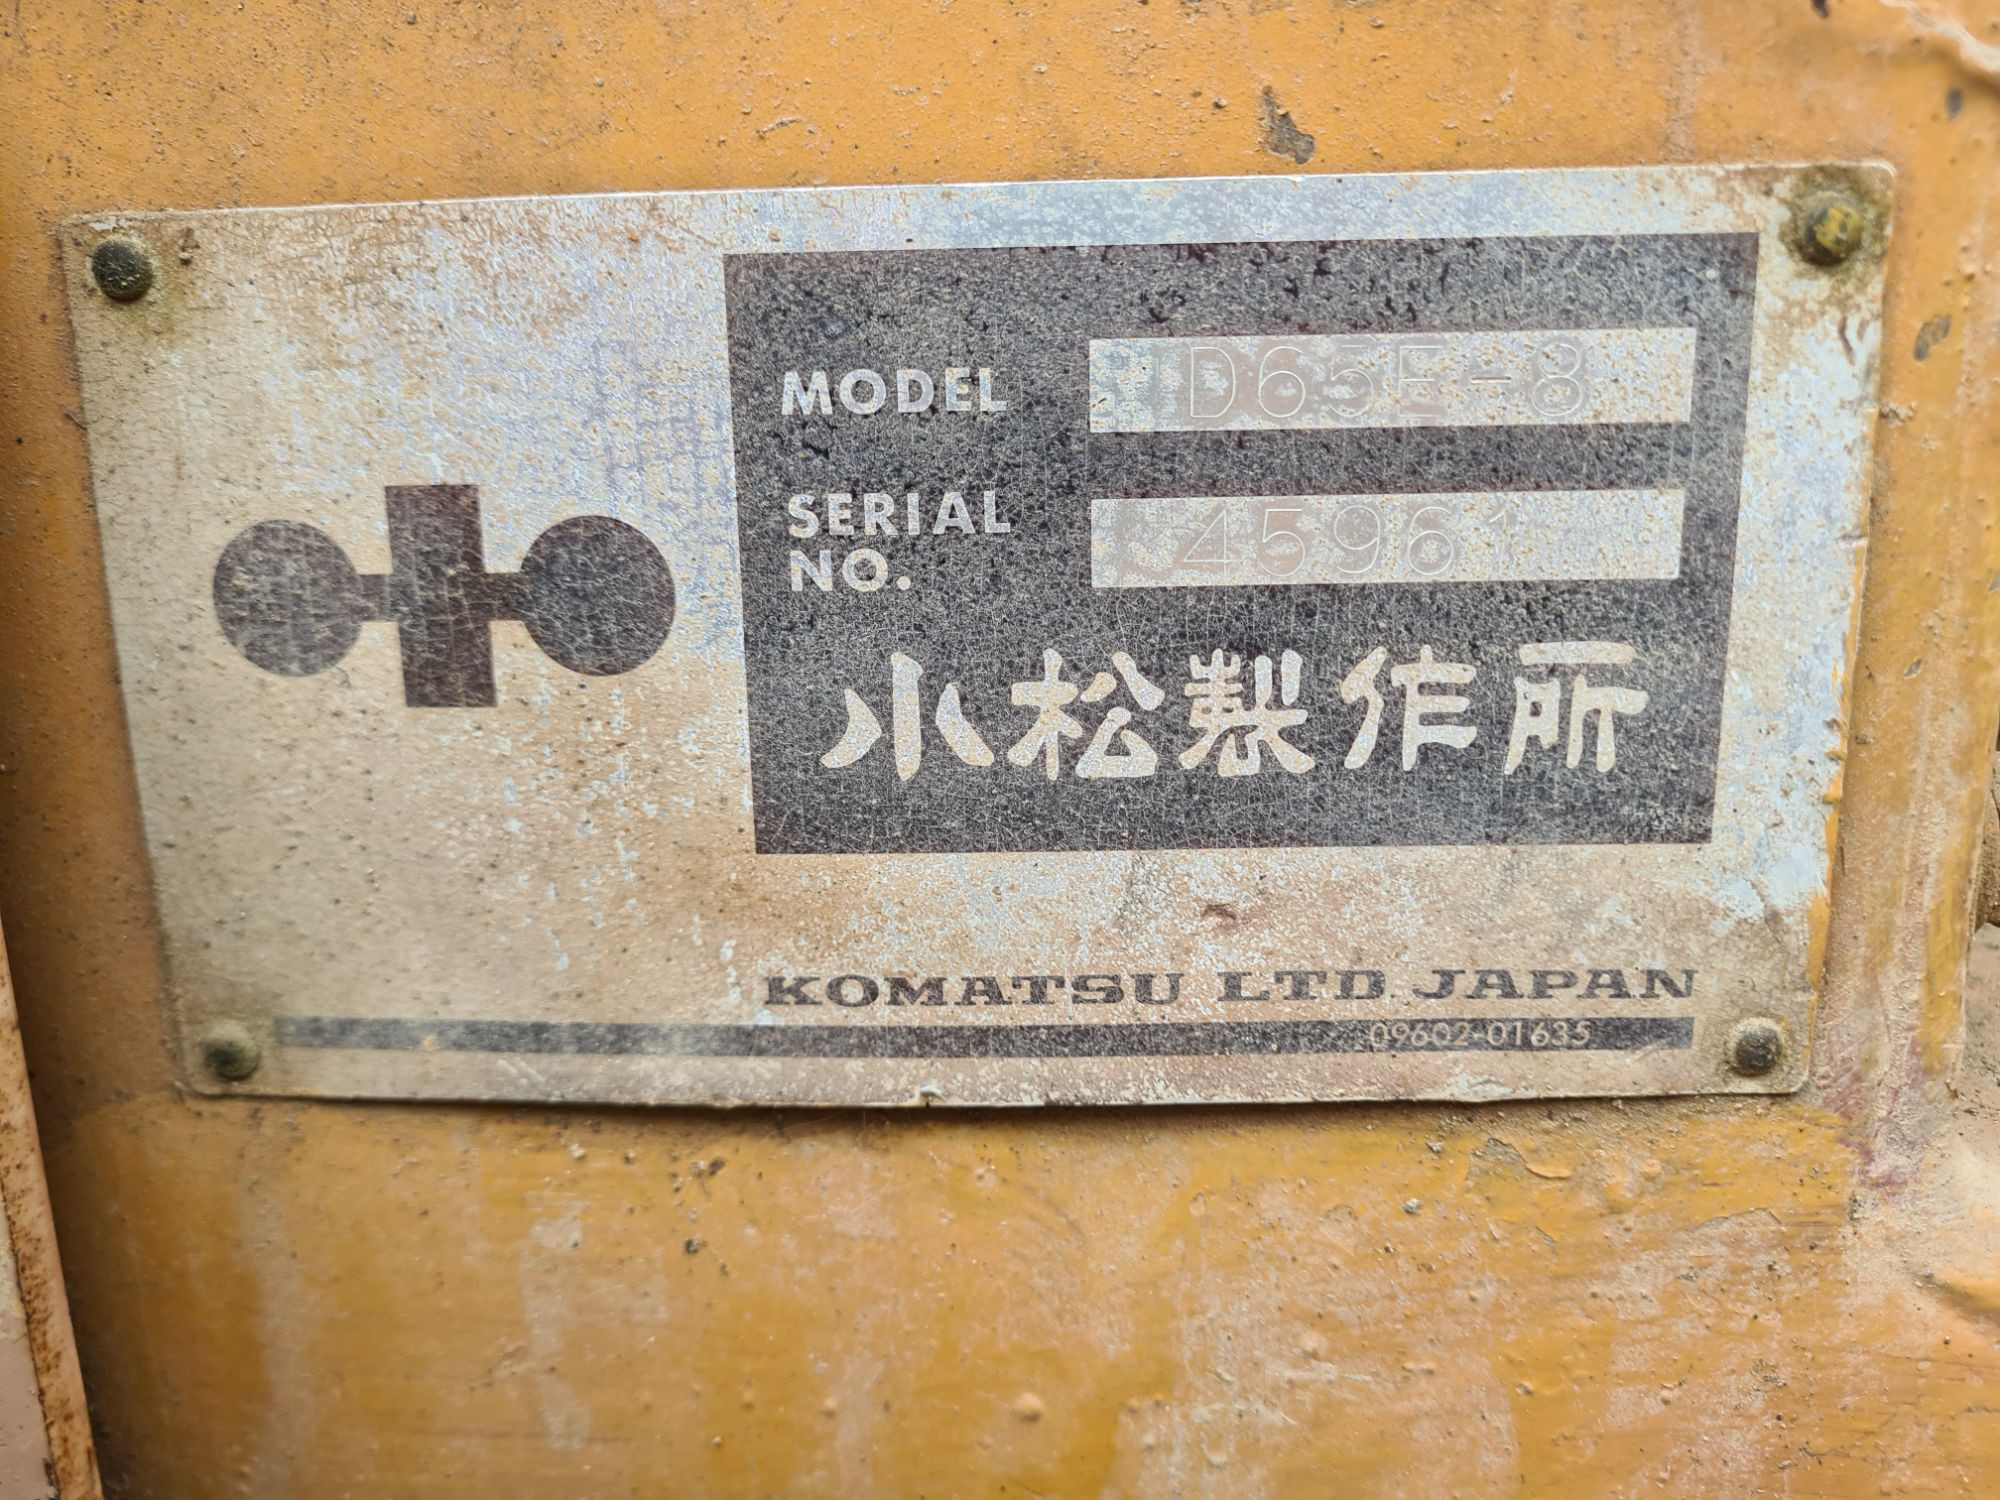 MODEL D65E-8
SERIAL NO. 45961
小松製作所
KOMATSU LTD. JAPAN
09602-01635